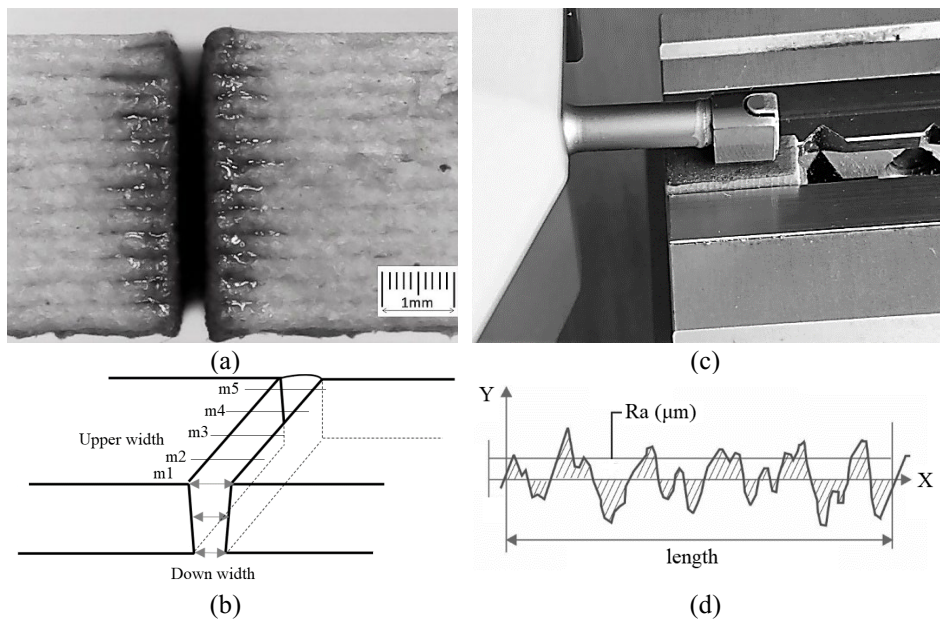 1mm
(a)
(c)
m5
m4
m3
Upper width
m2
m1
Down width
(b)
Y
Ra (μm)
X
length
(d)